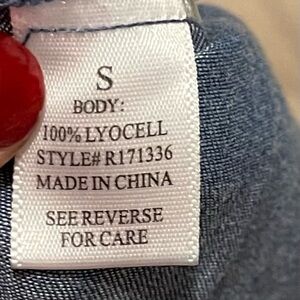 S
BODY:
100% LYOCELL
STYLE# R171336
MADE IN CHINA
SEE REVERSE
FOR CARE